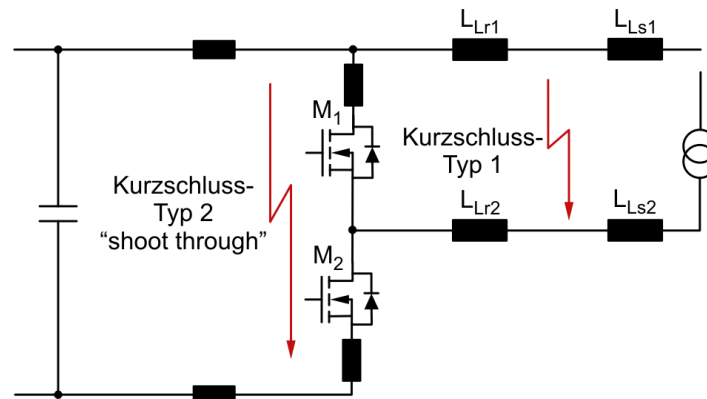 L_Lr1
L_Ls1
M_1
Kurzschluss-
Typ 1
Kurzschluss-
Typ 2
“shoot through”
L_Lr2
L_Ls2
M_2